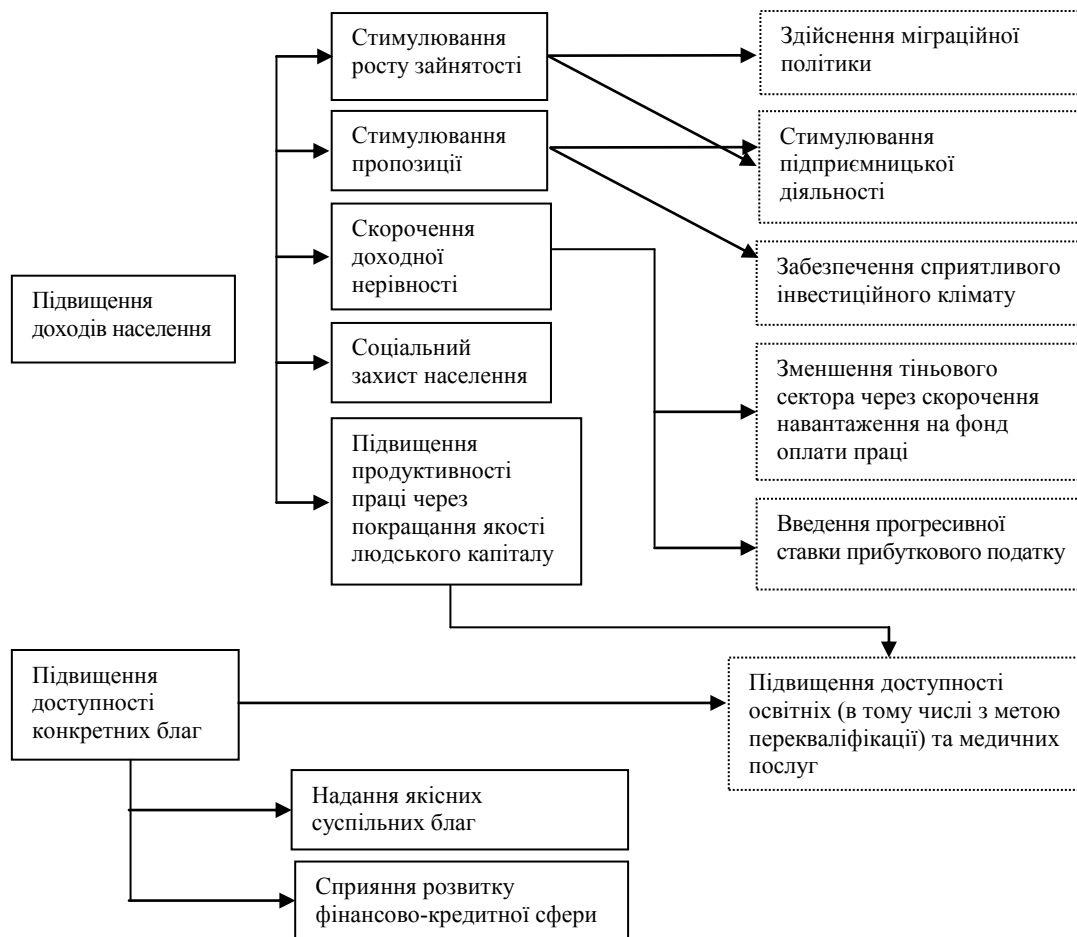 Стимулювання
росту зайнятості
Здійснення міграційної
політики
Стимулювання
пропозиції
Стимулювання
підприємницької
діяльності
Скорочення
доходної
нерівності
Забезпечення сприятливого
інвестиційного клімату
Підвищення
доходів населення
Соціальний
захист населення
Зменшення тіньового
сектора через скорочення
навантаження на фонд
оплати праці
Підвищення
продуктивності
праці через
покращання якості
людського капіталу
Введення прогресивної
ставки прибуткового податку
Підвищення
доступності
конкретних благ
Підвищення доступності
освітніх (в тому числі з метою
перекваліфікації) та медичних
послуг
Надання якісних
суспільних благ
Сприяння розвитку
фінансово-кредитної сфери